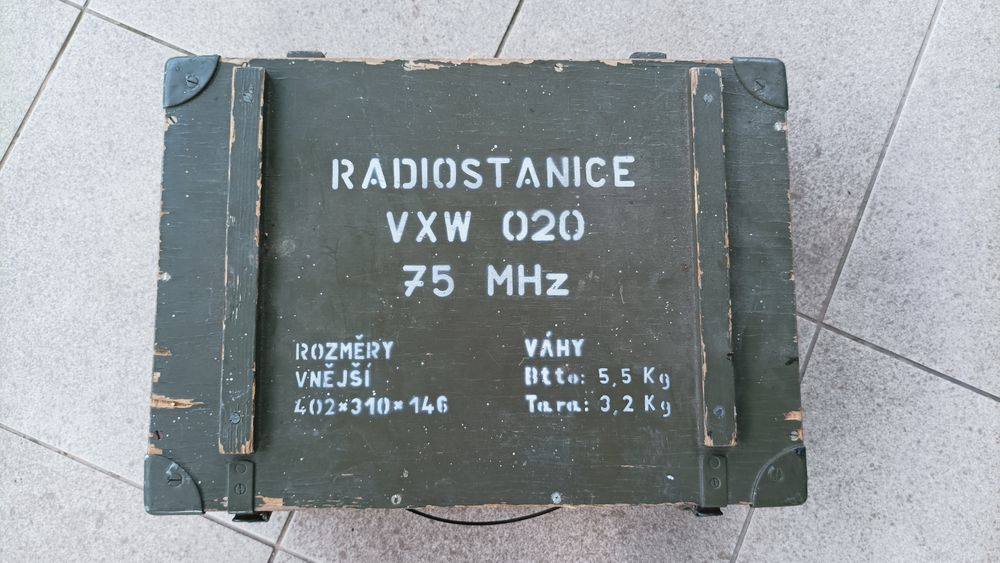 RADIOSTANICE
VXW 020
75 MHz
ROZMĚRY
VNĚJŠÍ
402×310×146
VÁHY
Btto: 5,5 Kg
Tara: 3,2 Kg